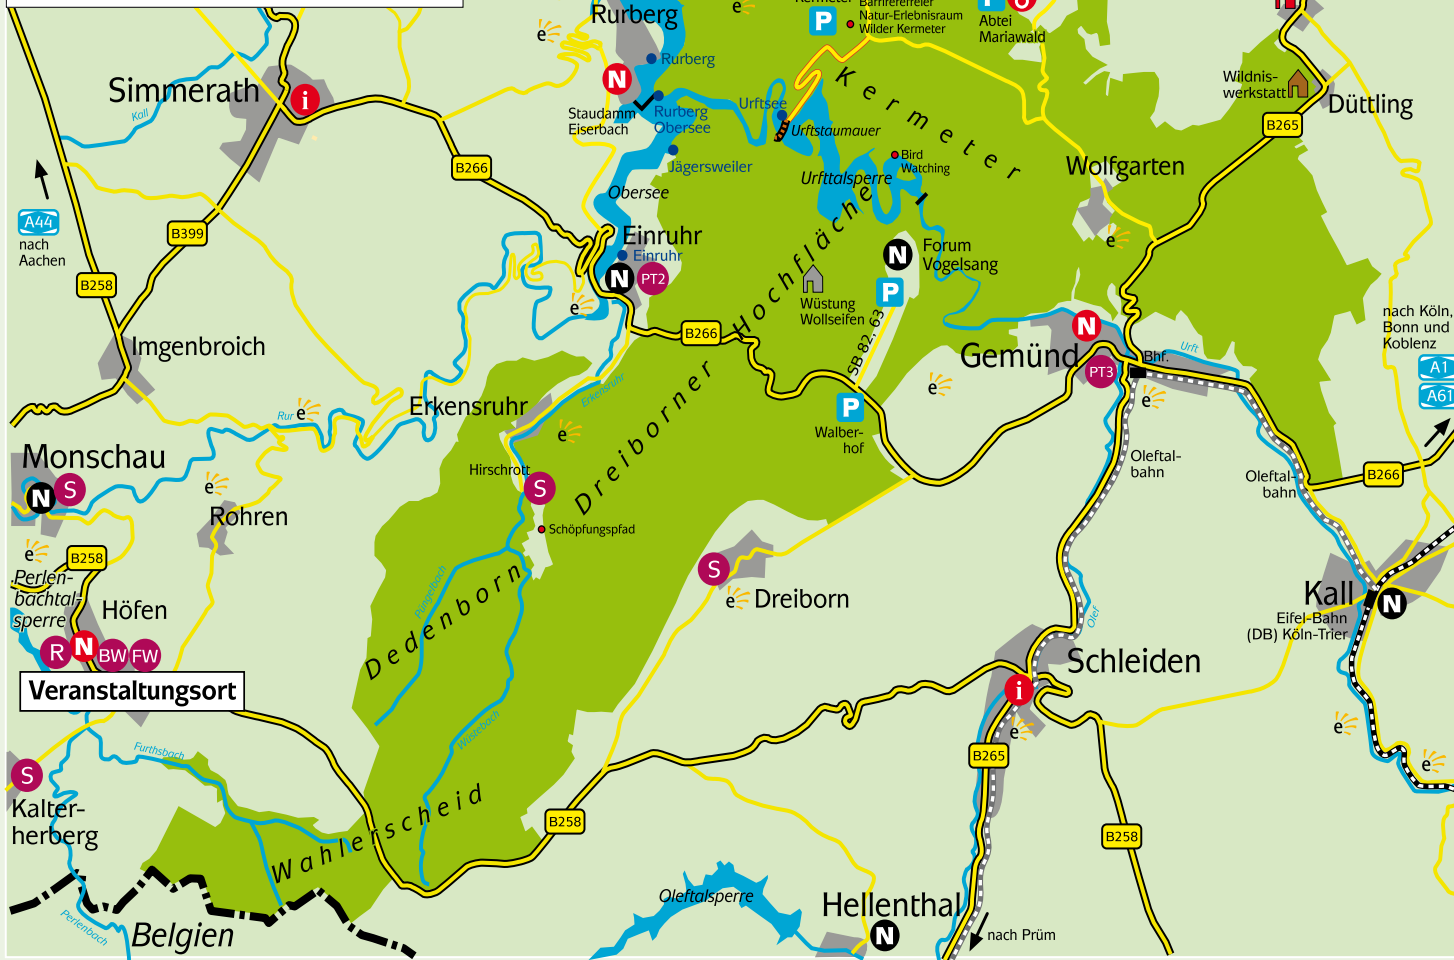 Rurberg
e
P
Barrierefreier
Natur-Erlebnisraum
Wilder Kermeter
Abtei
Mariawald
e
Simmerath
i
N
Rurberg
Kermeter
Wildnis-
werkstatt
Düttling
Kall
Staudamm
Eiserbach
Rurberg
Obersee
Urftsee
Urftstaumauer
B265
B266
Jägersweiler
Bird
Watching
Urfttalsperre
Wolfgarten
Obersee
A44
nach
Aachen
B399
Einruhr
Einruhr
N
PT2
N
Forum
Vogelsang
e
B258
e
Wüstung
Wollseifen
P
B266
SB 82, 63
Dreiborner Hochfläche
N
Gemünd
PT3
Bhf.
Urft
nach Köln,
Bonn und
Koblenz
A1
A61
Imgenbroich
Erkensruhr
Erkensruhr
e
e
Rur
e
e
P
Walber-
hof
Monschau
N
S
Hirschrott
S
Oleftal-
bahn
Oleftal-
bahn
B266
e
Rohren
Schöpfungspfad
e
B258
Perlen-
bachtal-
sperre
Püngelbach
Dedenborn
S
e
Dreiborn
Olef
Kall
N
Eifel-Bahn
(DB) Köln-Trier
Höfen
R
N
BW
FW
Veranstaltungsort
Schleiden
i
e
e
Wüstebach
Furthsbach
B265
e
S
Kalter-
herberg
Wahlerscheid
B258
B258
Oleftalsperre
Hellenthal
N
nach Prüm
Perlenbach
Belgien